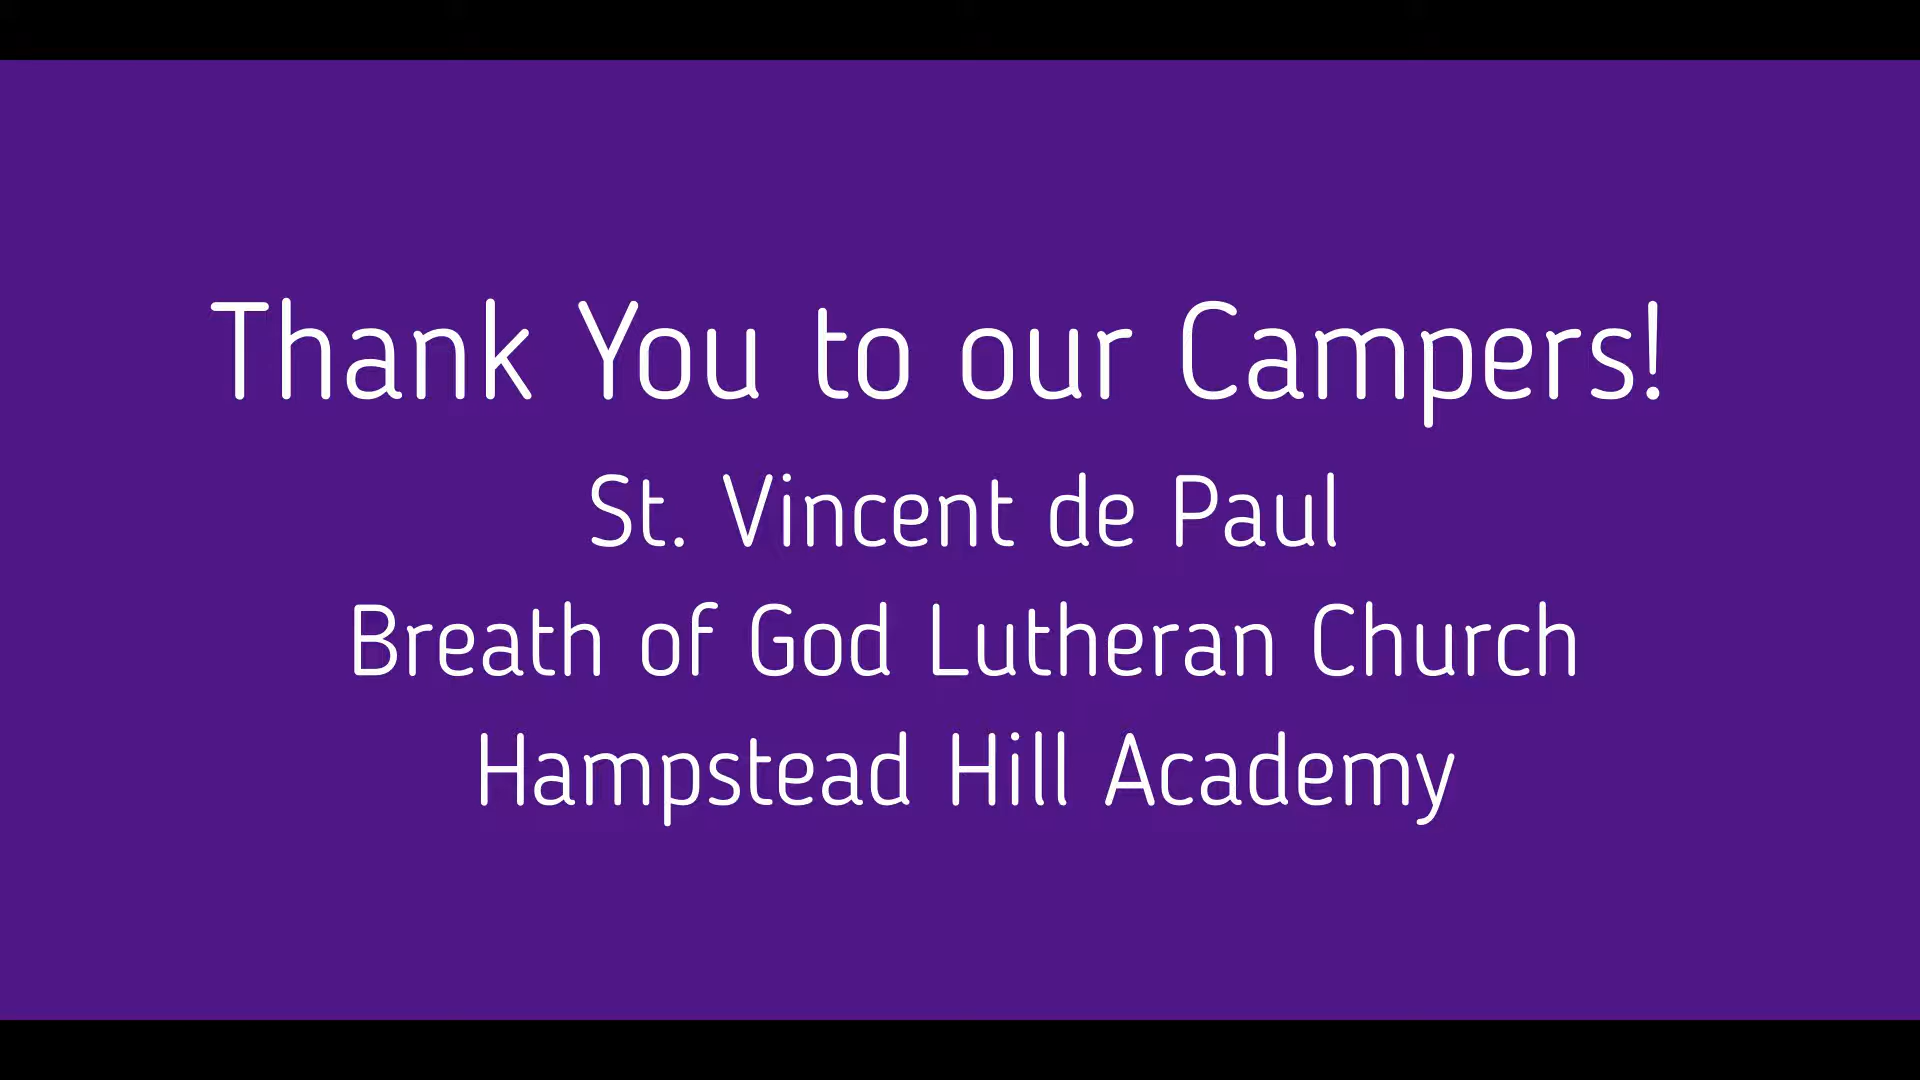 Thank You to our Campers!
St. Vincent de Paul
Breath of God Lutheran Church
Hampstead Hill Academy